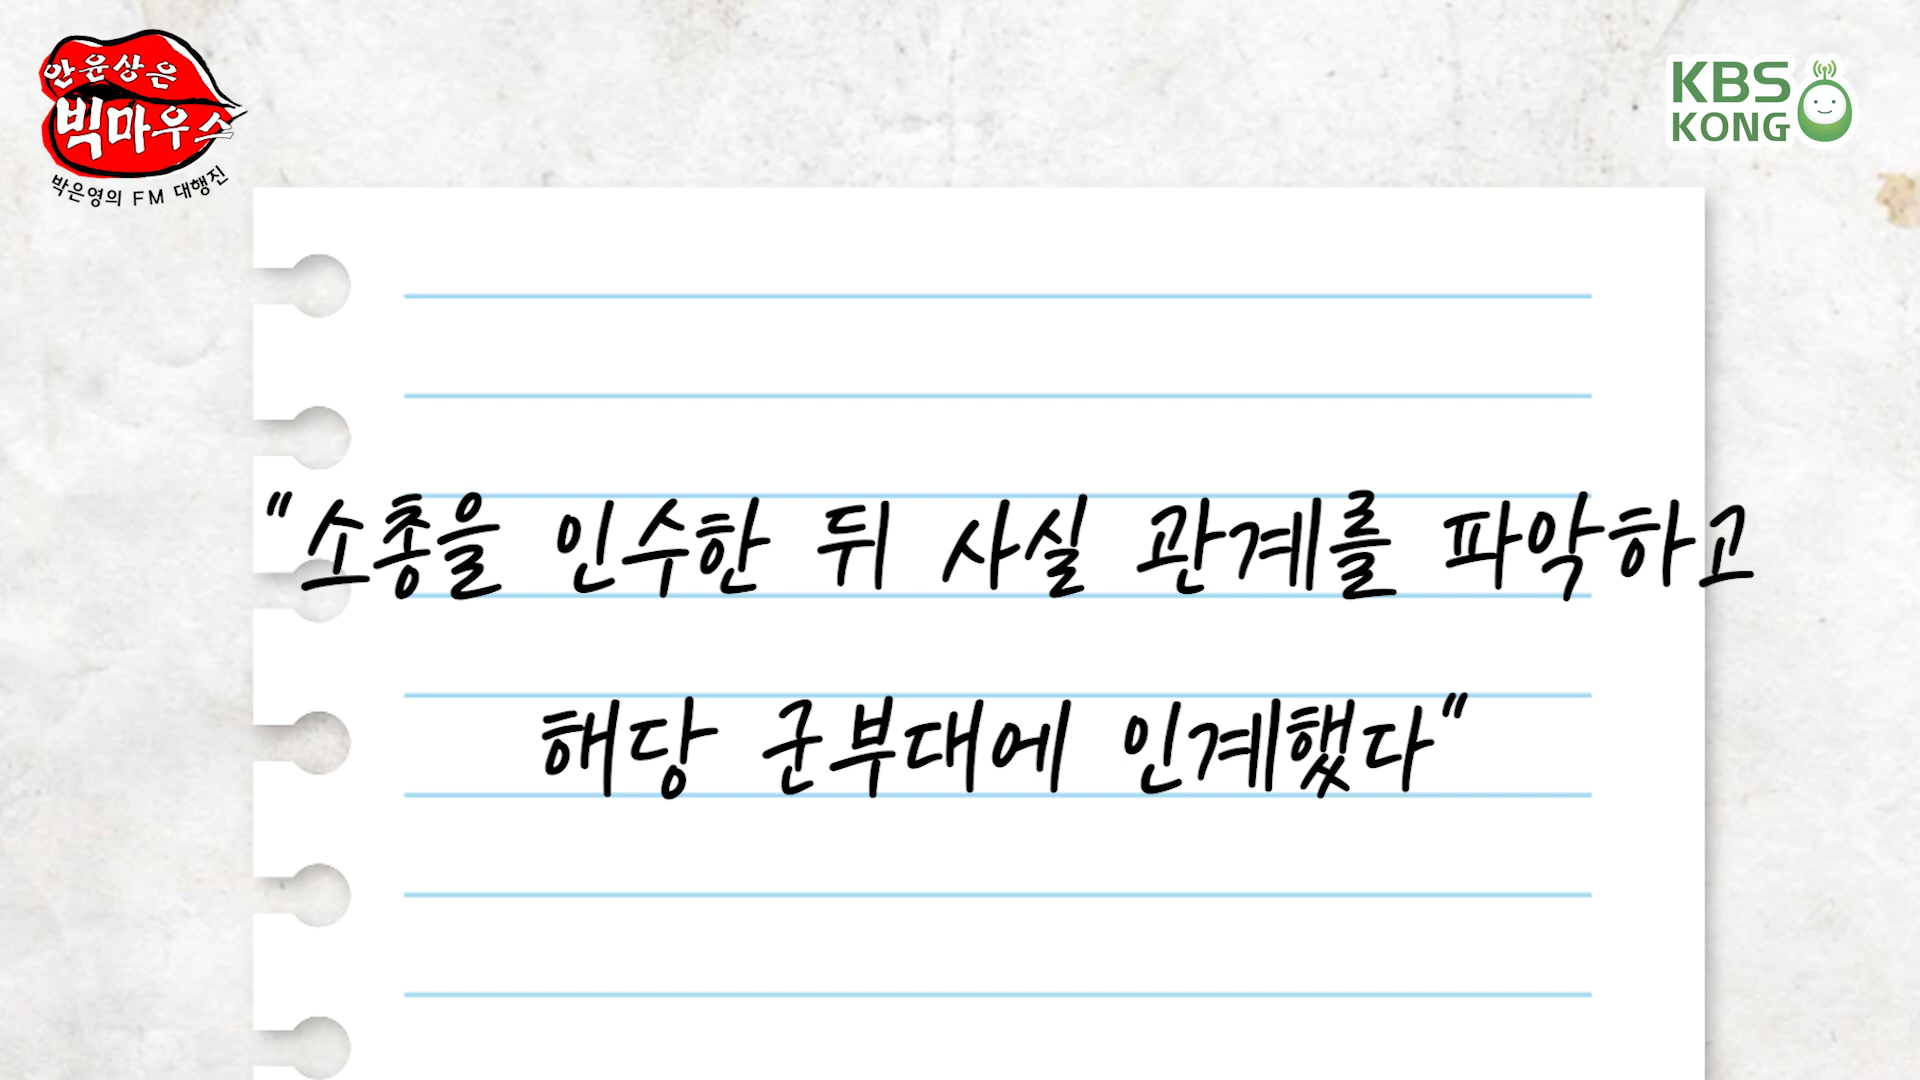 안윤상은
빅마우스
박은영의 FM 대행진
KBS
KONG
"소총을 인수한 뒤 사실 관계를 파악하고
해당 군부대에 인계했다"